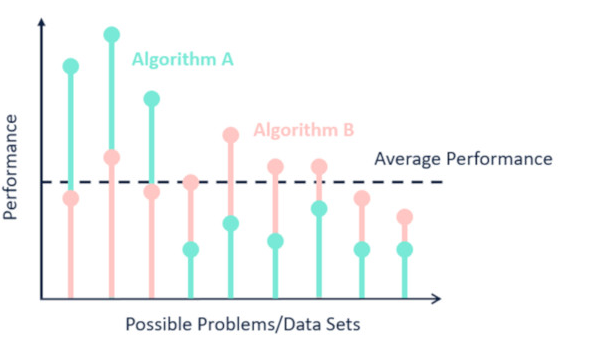 Algorithm A
Algorithm B
Average Performance
Performance
Possible Problems/Data Sets